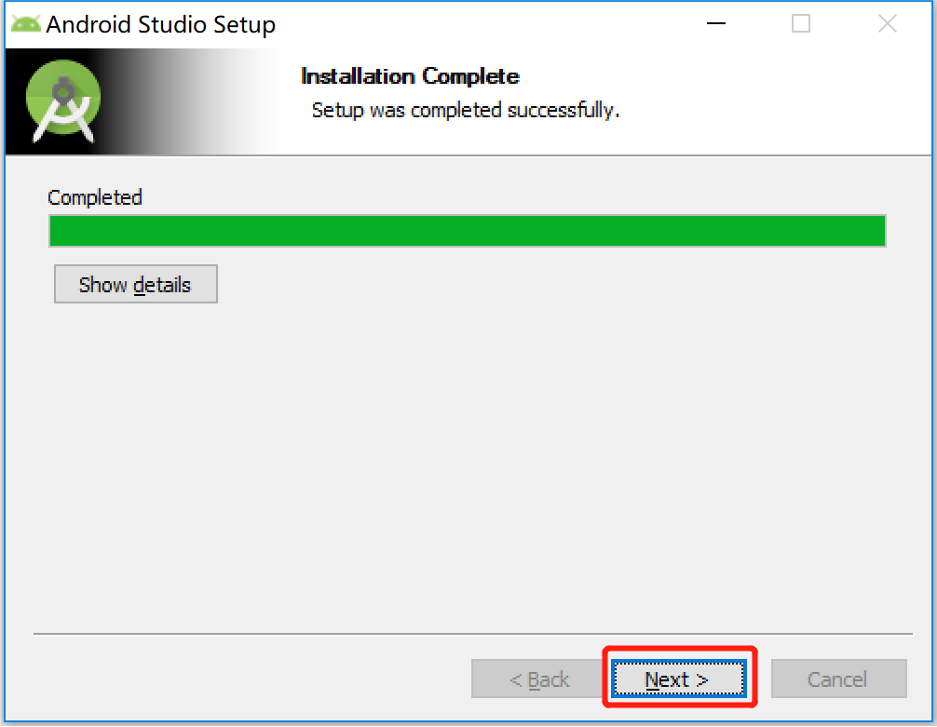 Android Studio Setup
Installation Complete
Setup was completed successfully.
Completed
Show details
< Back
Next >
Cancel